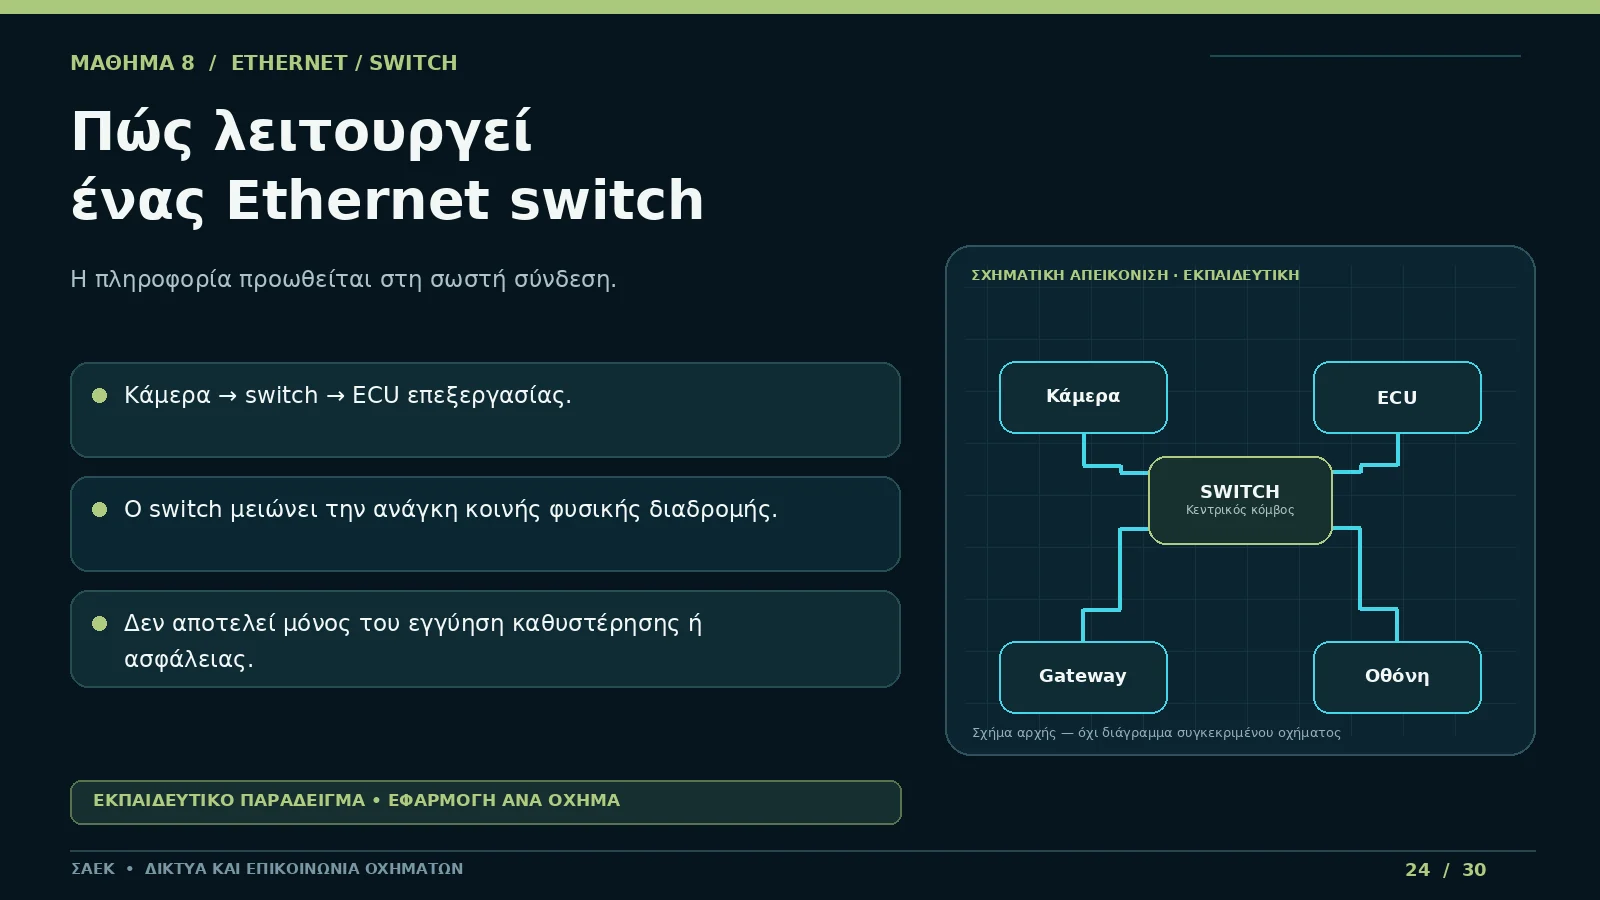 ΜΑΘΗΜΑ 8 / ETHERNET / SWITCH
Πώς λειτουργεί
ένας Ethernet switch
Η πληροφορία προωθείται στη σωστή σύνδεση.
Κάμερα → switch → ECU επεξεργασίας.
Ο switch μειώνει την ανάγκη κοινής φυσικής διαδρομής.
Δεν αποτελεί μόνος του εγγύηση καθυστέρησης ή
ασφάλειας.
ΕΚΠΑΙΔΕΥΤΙΚΟ ΠΑΡΑΔΕΙΓΜΑ • ΕΦΑΡΜΟΓΗ ΑΝΑ ΟΧΗΜΑ
ΣΧΗΜΑΤΙΚΗ ΑΠΕΙΚΟΝΙΣΗ · ΕΚΠΑΙΔΕΥΤΙΚΗ
Κάμερα
ECU
SWITCH
Κεντρικός κόμβος
Gateway
Οθόνη
Σχήμα αρχής — όχι διάγραμμα συγκεκριμένου οχήματος
ΣΑΕΚ • ΔΙΚΤΥΑ ΚΑΙ ΕΠΙΚΟΙΝΩΝΙΑ ΟΧΗΜΑΤΩΝ
24 / 30